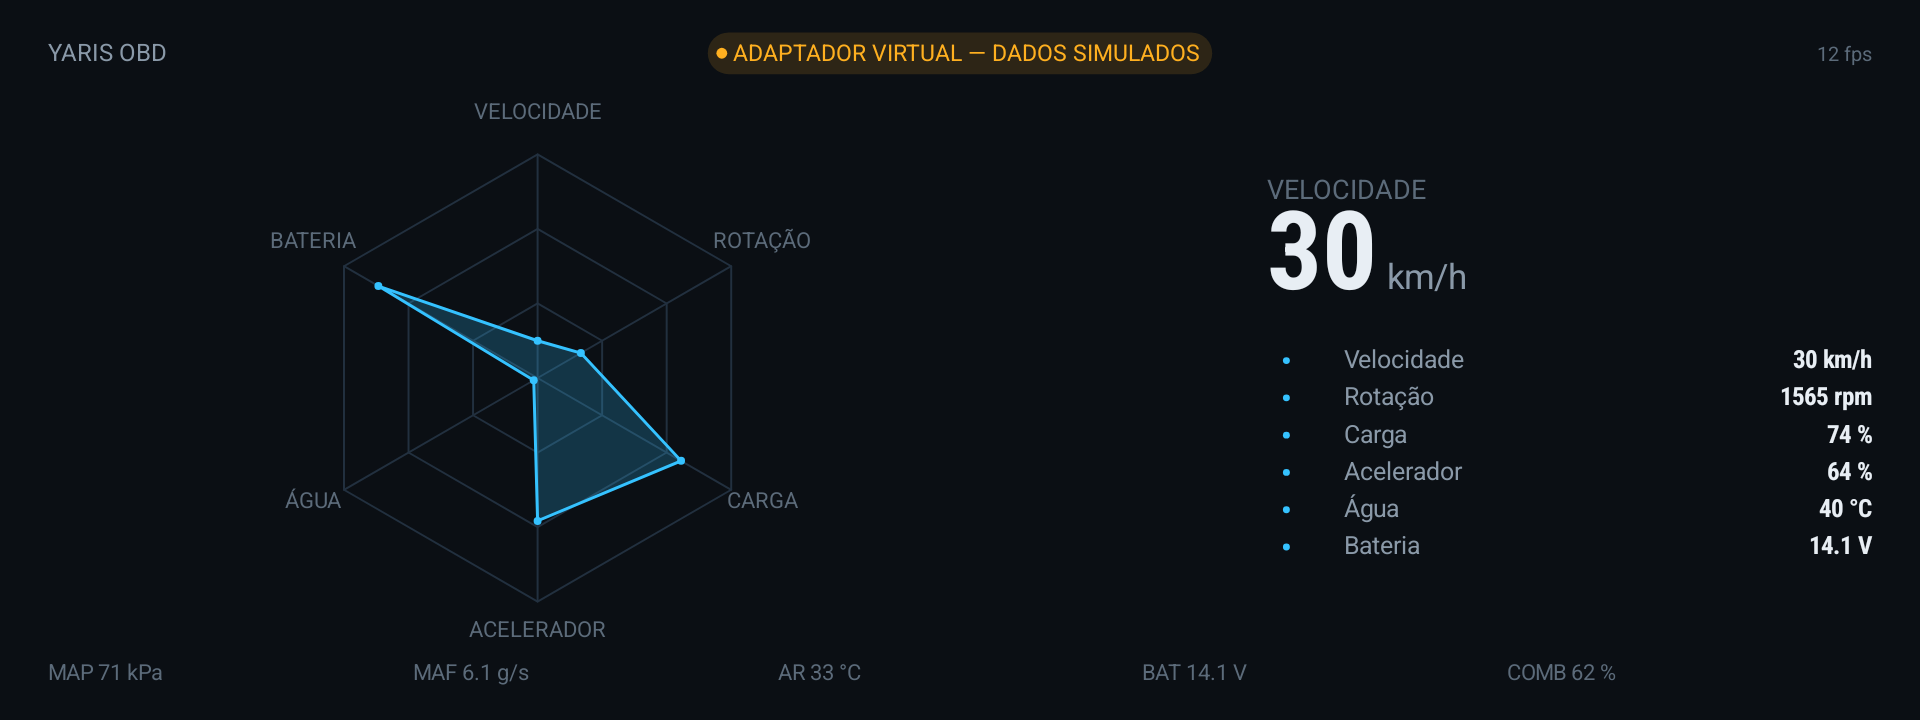 YARIS OBD
ADAPTADOR VIRTUAL — DADOS SIMULADOS
12 fps
VELOCIDADE
BATERIA
ROTAÇÃO
ÁGUA
CARGA
ACELERADOR
VELOCIDADE
30 km/h
Velocidade 30 km/h
Rotação 1565 rpm
Carga 74 %
Acelerador 64 %
Água 40 °C
Bateria 14.1 V
MAP 71 kPa
MAF 6.1 g/s
AR 33 °C
BAT 14.1 V
COMB 62 %